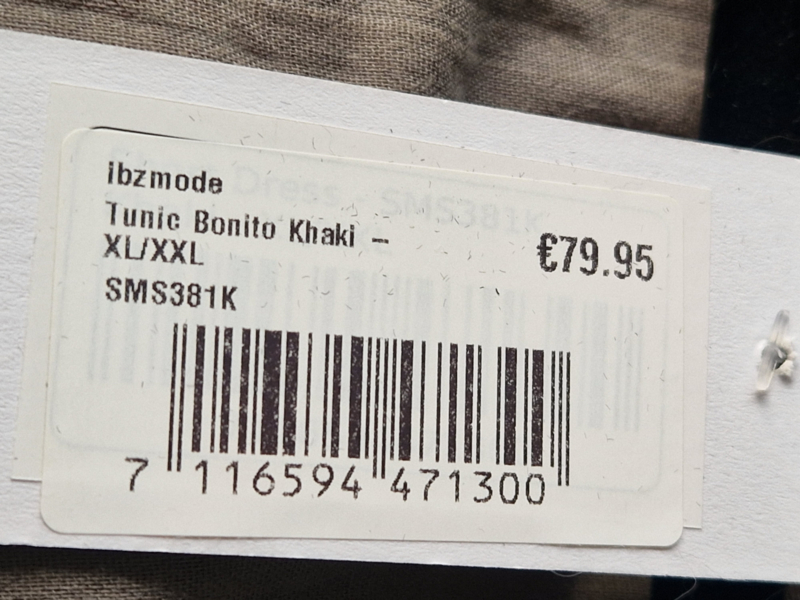 ibzmode
Tunic Bonito Khaki –
XL/XXL
€79.95
SMS381K
7 116594 471300